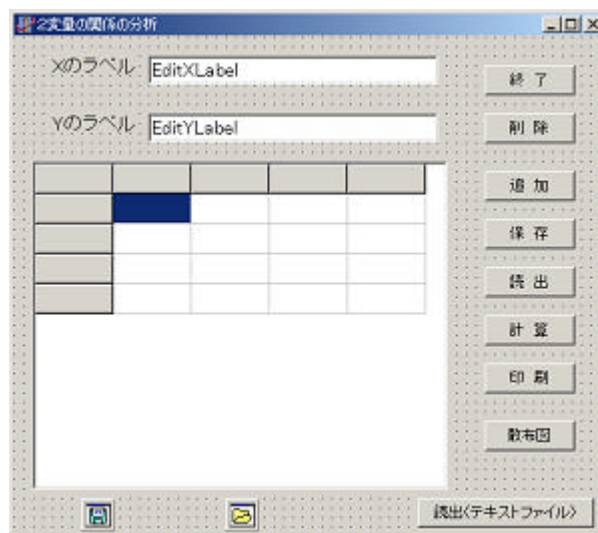 2変量の関係の分析
Xのラベル EditXLabel
終 了
Yのラベル EditYLabel
削 除
追 加
保 存
読 出
計 算
印 刷
散布図
読出(テキストファイル)